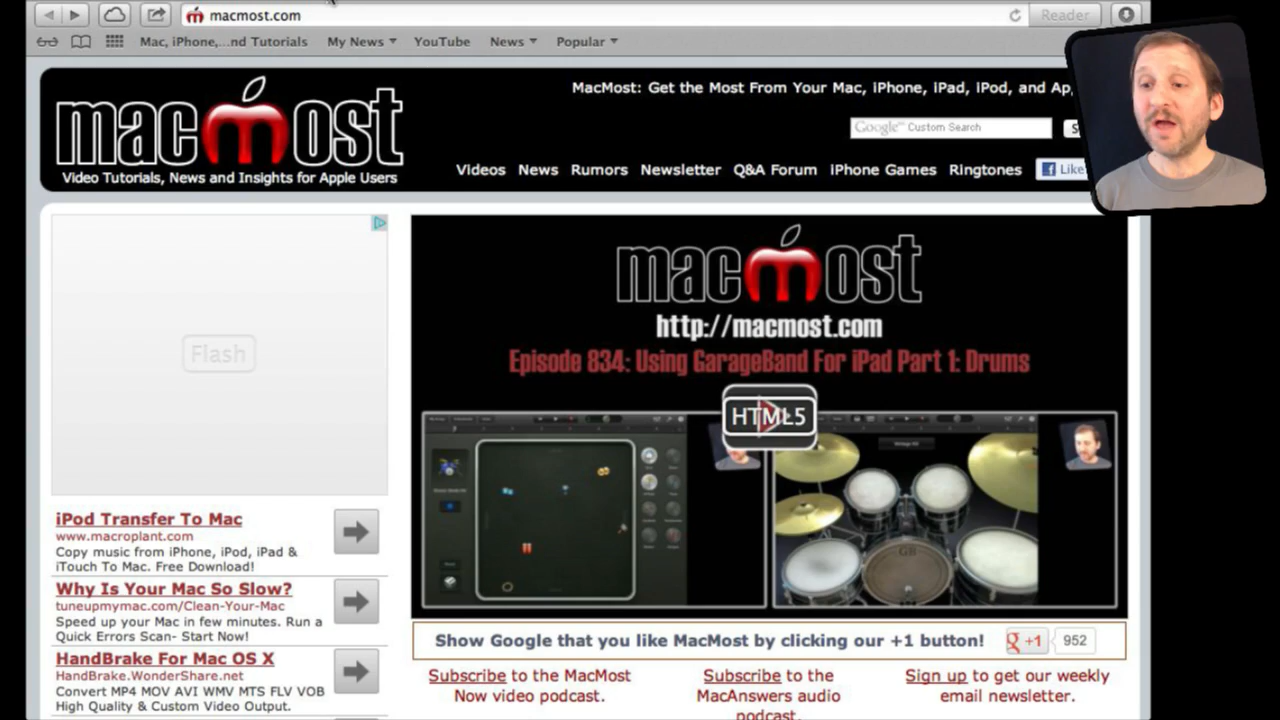 macmost.com
Reader
Mac, iPhone,...nd Tutorials
My News
YouTube
News
Popular
macmost
Video Tutorials, News and Insights for Apple Users
MacMost: Get the Most From Your Mac, iPhone, iPad, iPod, and
Google Custom Search
Videos News Rumors Newsletter Q&A Forum iPhone Games Ringtones
Like
Flash
iPod Transfer To Mac
www.macroplant.com
Copy music from iPhone, iPod, iPad &
iTouch To Mac. Free Download!
Why Is Your Mac So Slow?
tuneupmymac.com/Clean-Your-Mac
Speed up your Mac in few minutes. Run a
Quick Errors Scan- Start Now!
HandBrake For Mac OS X
HandBrake.WonderShare.net
Convert MP4 MOV AVI WMV MTS FLV VOB
High Quality & Custom Video Output.
macmost
http://macmost.com
Episode 834: Using GarageBand For iPad Part 1: Drums
HTML5
Show Google that you like MacMost by clicking our +1 button!
g +1
952
Subscribe to the MacMost
Now video podcast.
Subscribe to the
MacAnswers audio
podcast.
Sign up to get our weekly
email newsletter.